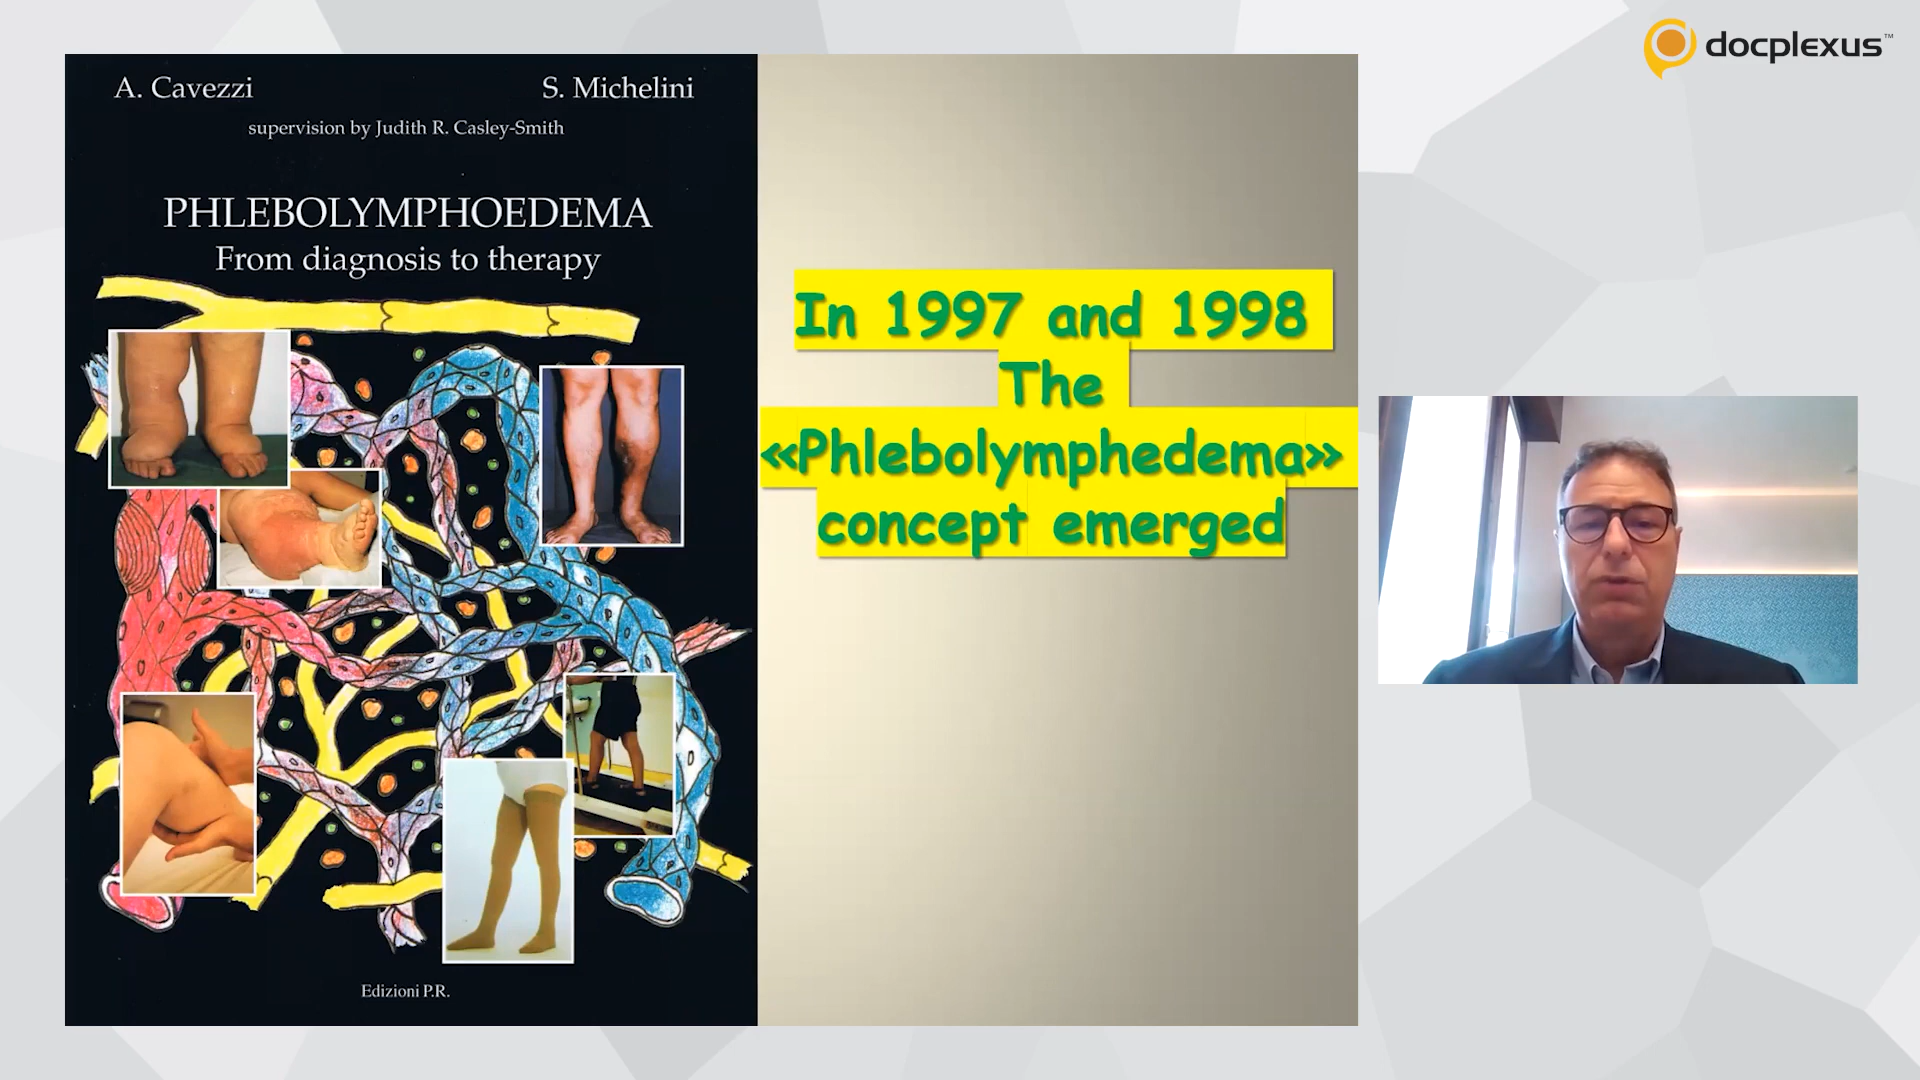 docplexus™
A. Cavezzi
S. Michelini
supervision by Judith R. Casley-Smith
PHLEBOLYMPHOEDEMA
From diagnosis to therapy
Edizioni P.R.
In 1997 and 1998
The
«Phlebolymphedema»
concept emerged